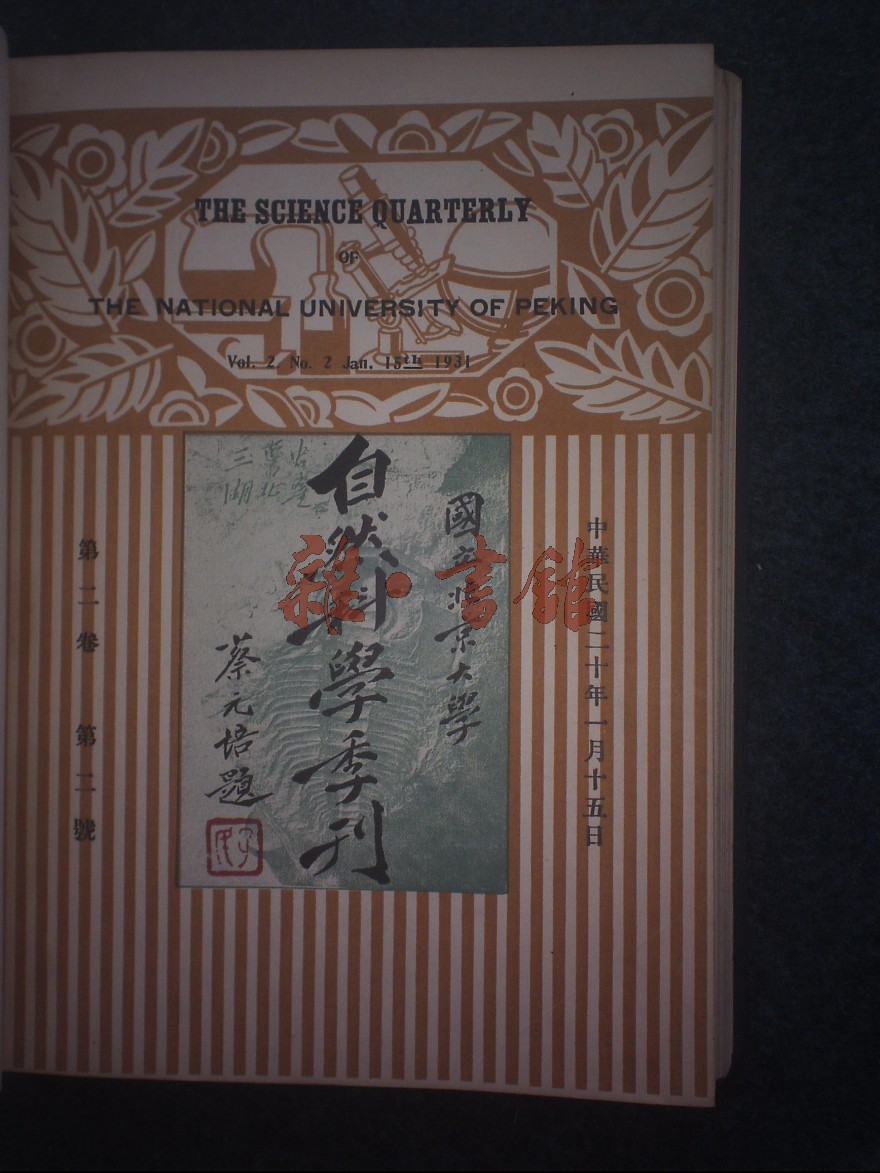 THE SCIENCE QUARTERLY
OF
THE NATIONAL UNIVERSITY OF PEKING
Vol. 2. No. 2 Jan. 15th 1931
中華民國二十年一月十五日
國立北京大學
自然科學季刊
蔡元培題
第二卷 第二號
雜·書館